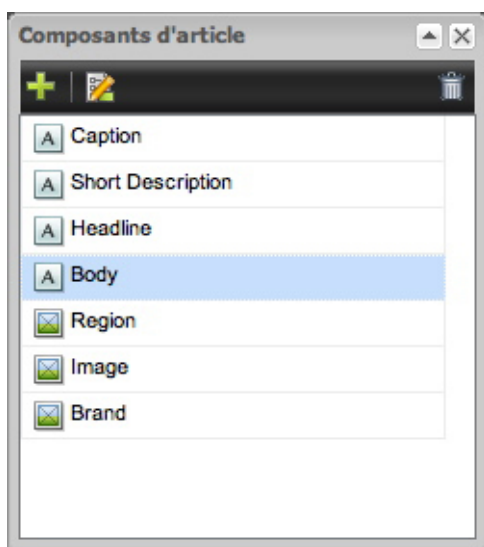 Composants d'article
A Caption
A Short Description
A Headline
A Body
Region
Image
Brand